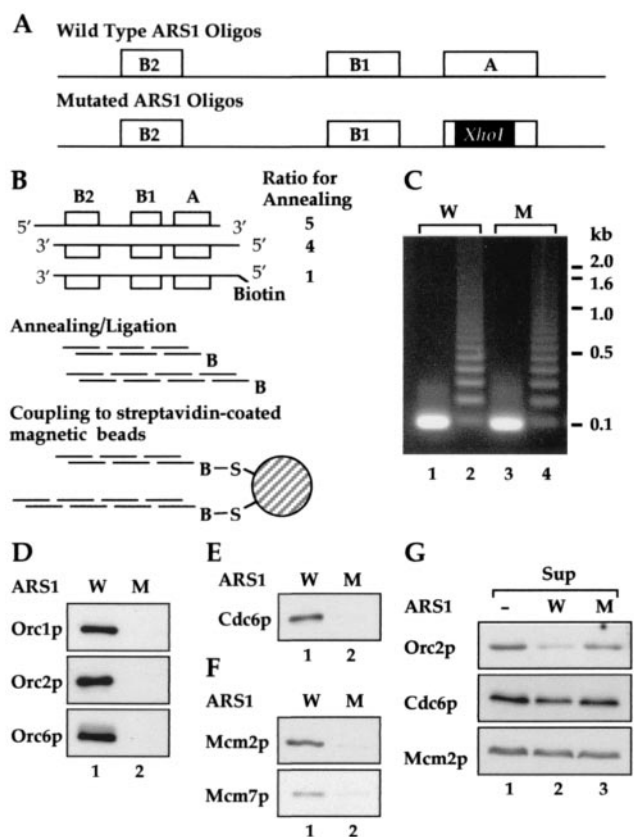 A
Wild Type ARS1 Oligos
B2 B1 A
Mutated ARS1 Oligos
B2 B1 XhoI
B
B2 B1 A
Ratio for
Annealing
5′ 3′ 5
3′ 5′ 4
3′ 5′ 1
Biotin
Annealing/Ligation
B
B
Coupling to streptavidin-coated
magnetic beads
B–S
B–S
C
W M
kb
2.0
1.6
1.0
0.5
0.1
1 2 3 4
D
ARS1 W M
Orc1p
Orc2p
Orc6p
1 2
E
ARS1 W M
Cdc6p
1 2
F
ARS1 W M
Mcm2p
Mcm7p
1 2
G
Sup
ARS1 - W M
Orc2p
Cdc6p
Mcm2p
1 2 3